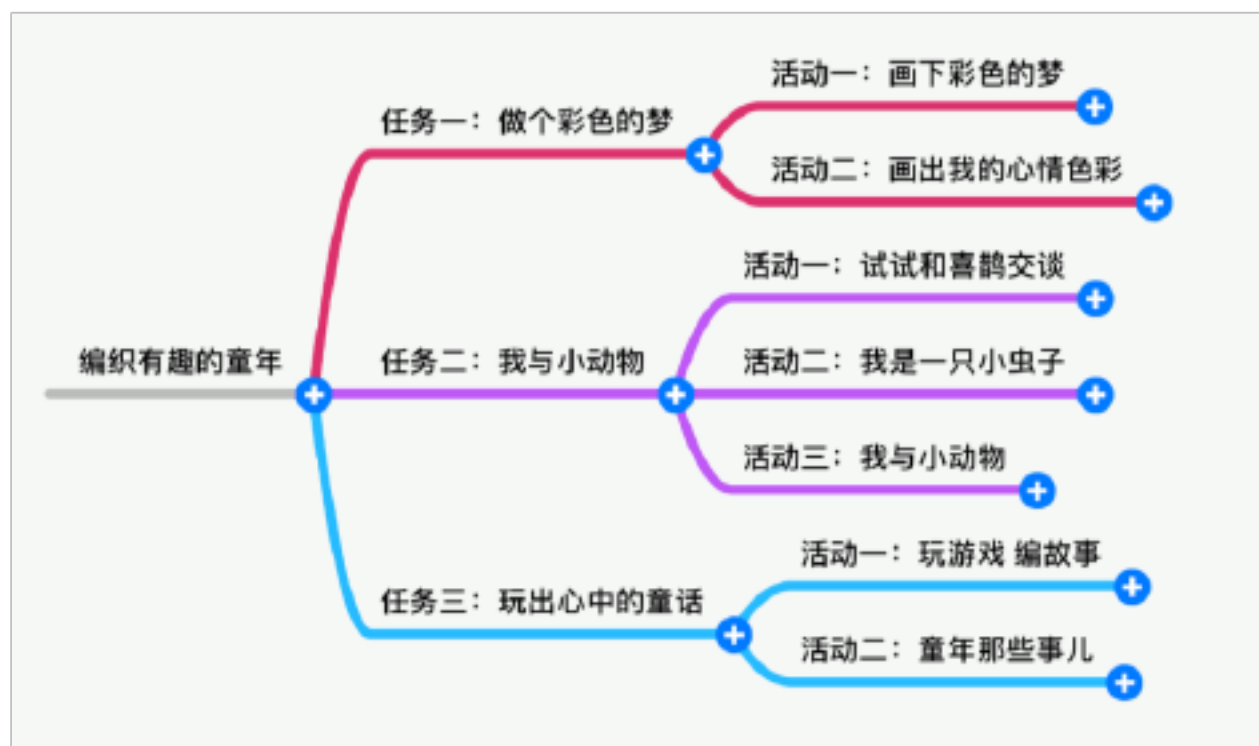 编织有趣的童年
任务一：做个彩色的梦
活动一：画下彩色的梦
活动二：画出我的心情色彩
任务二：我与小动物
活动一：试试和喜鹊交谈
活动二：我是一只小虫子
活动三：我与小动物
任务三：玩出心中的童话
活动一：玩游戏 编故事
活动二：童年那些事儿